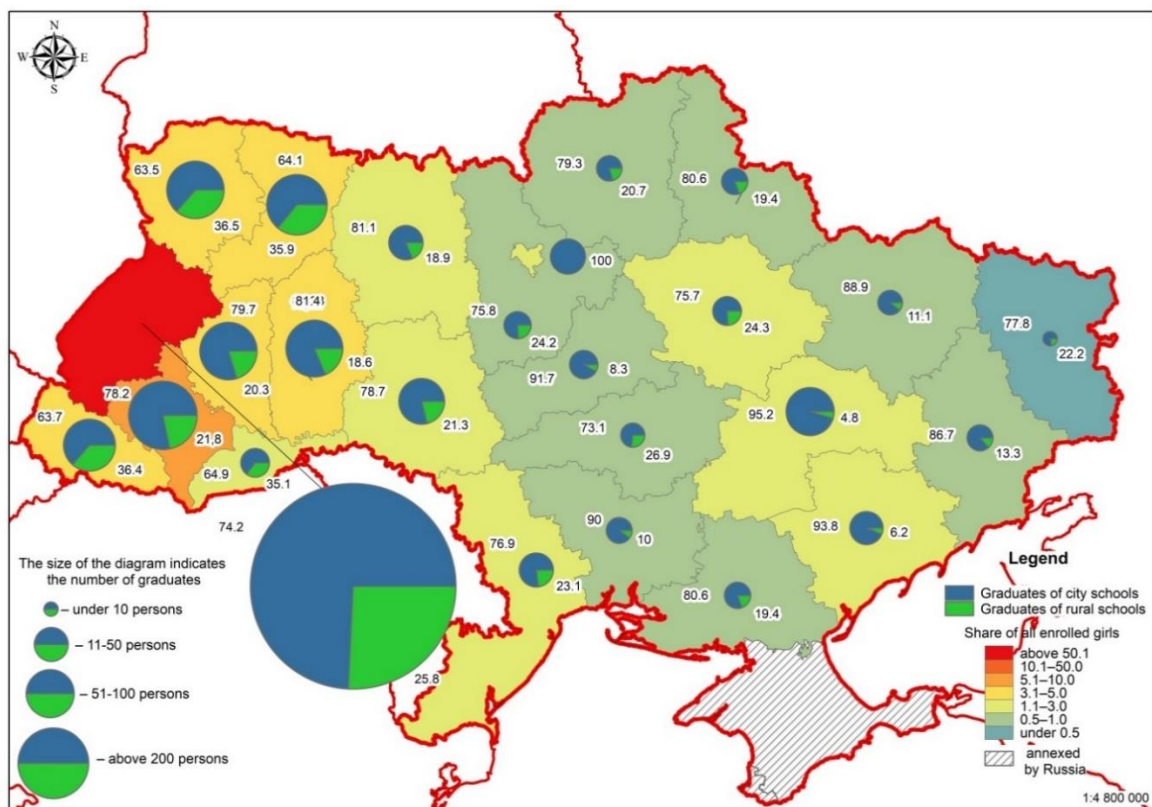 N
W E
S
63.5
36.5
64.1
35.9
81.1
18.9
79.3
20.7
80.6
19.4
100
75.8
24.2
79.7
20.3
18.6
78.2
21,8
63.7
36.4
64.9
35.1
78.7
21.3
91.7
8.3
73.1
26.9
75.7
24.3
88.9
11.1
77.8
22.2
95.2
4.8
86.7
13.3
93.8
6.2
90
10
80.6
19.4
76.9
23.1
74.2
25.8
The size of the diagram indicates
the number of graduates
– under 10 persons
– 11-50 persons
– 51-100 persons
– above 200 persons
Legend
Graduates of city schools
Graduates of rural schools
Share of all enrolled girls
above 50.1
10.1–50.0
5.1–10.0
3.1–5.0
1.1–3.0
0.5–1.0
under 0.5
annexed
by Russia
1:4 800 000